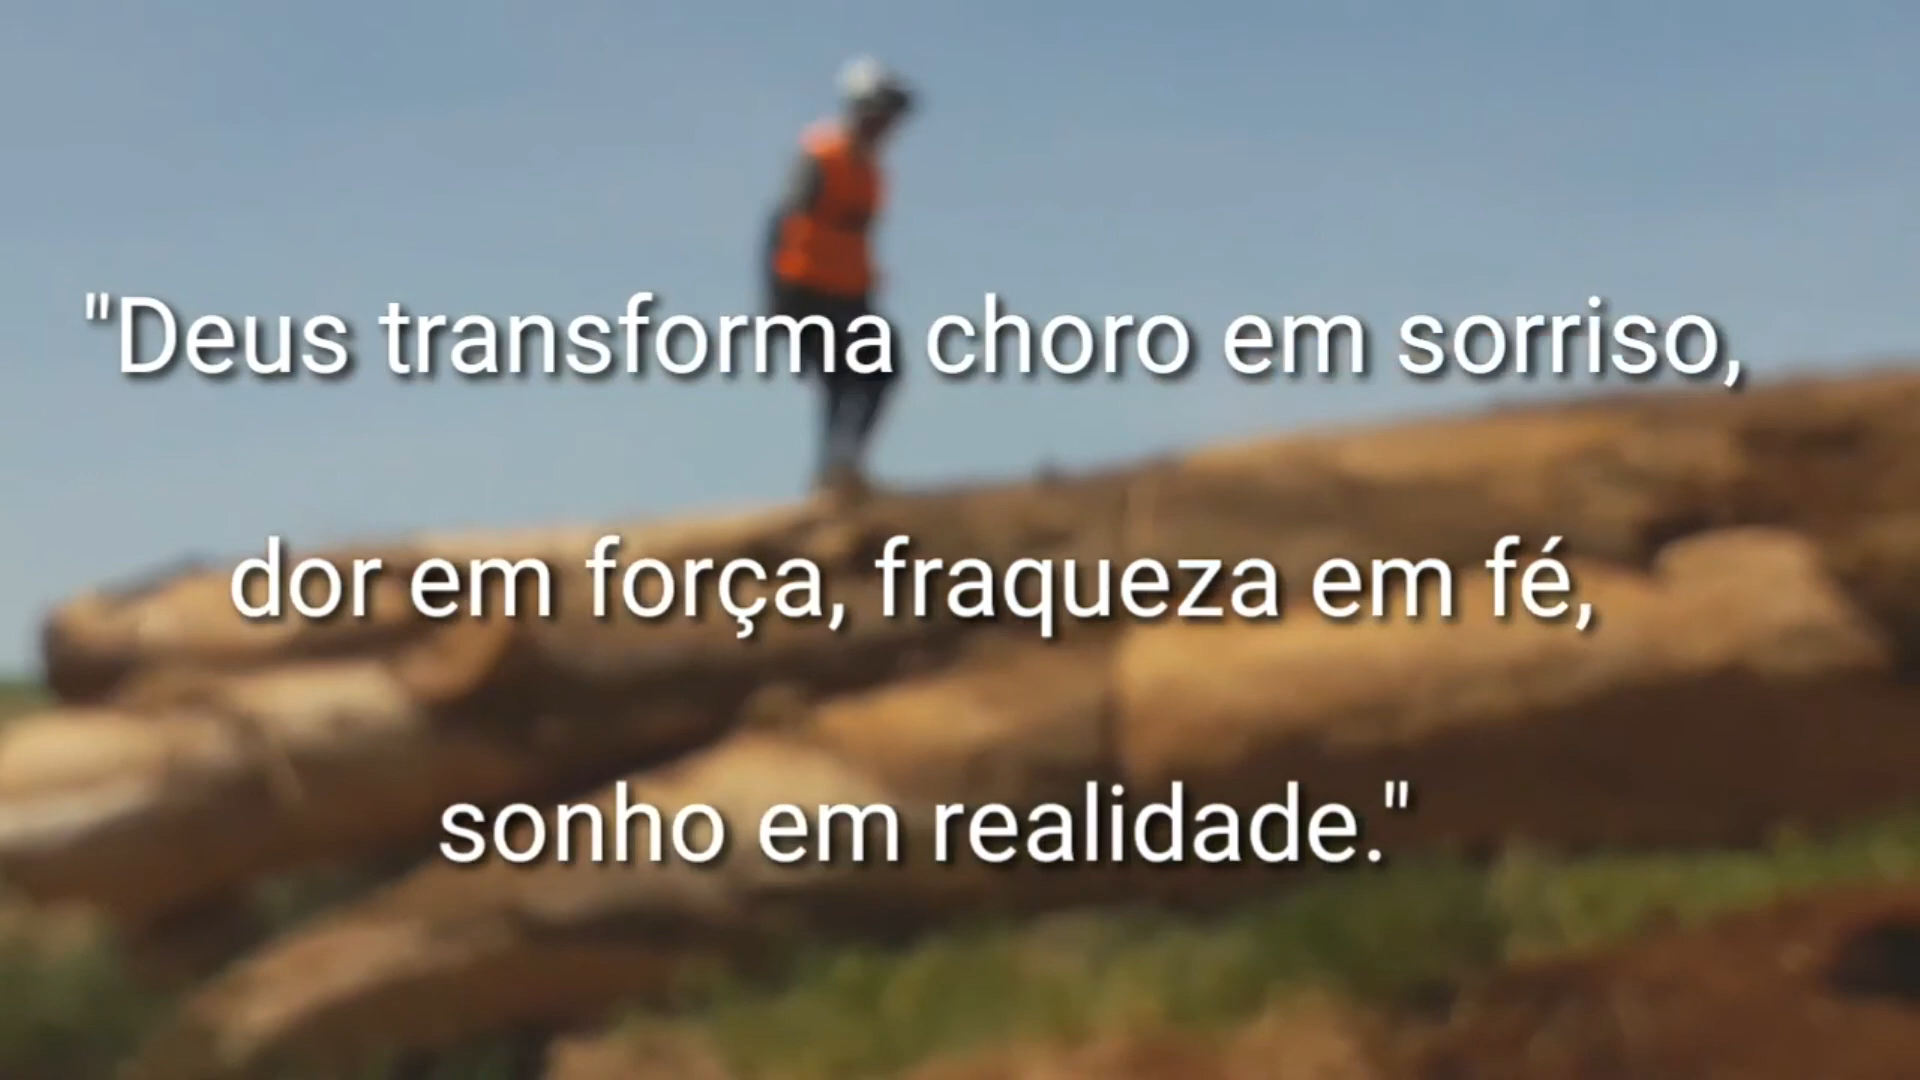 "Deus transforma choro em sorriso,
dor em força, fraqueza em fé,
sonho em realidade."